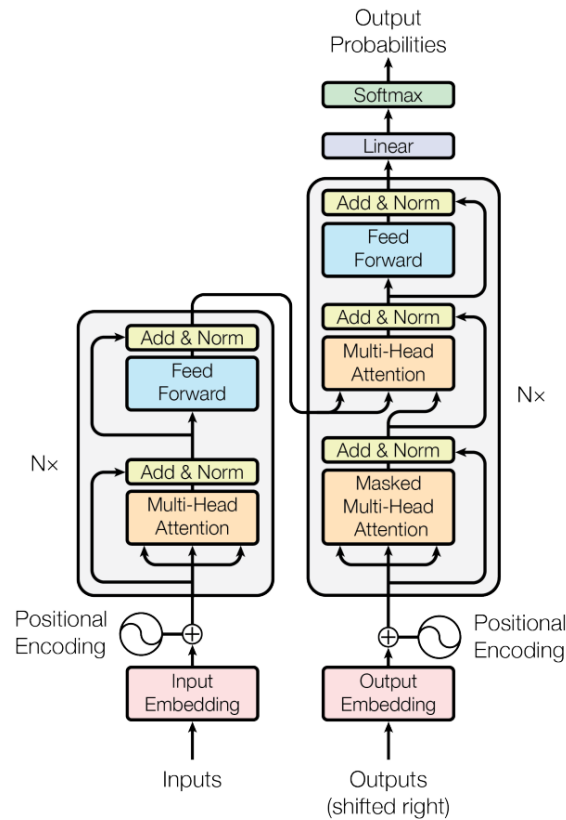 Output
Probabilities
Softmax
Linear
Add & Norm
Feed
Forward
Add & Norm
Multi-Head
Attention
Add & Norm
Masked
Multi-Head
Attention
N×
Add & Norm
Feed
Forward
Add & Norm
Multi-Head
Attention
N×
Positional
Encoding
Positional
Encoding
Input
Embedding
Output
Embedding
Inputs
Outputs
(shifted right)